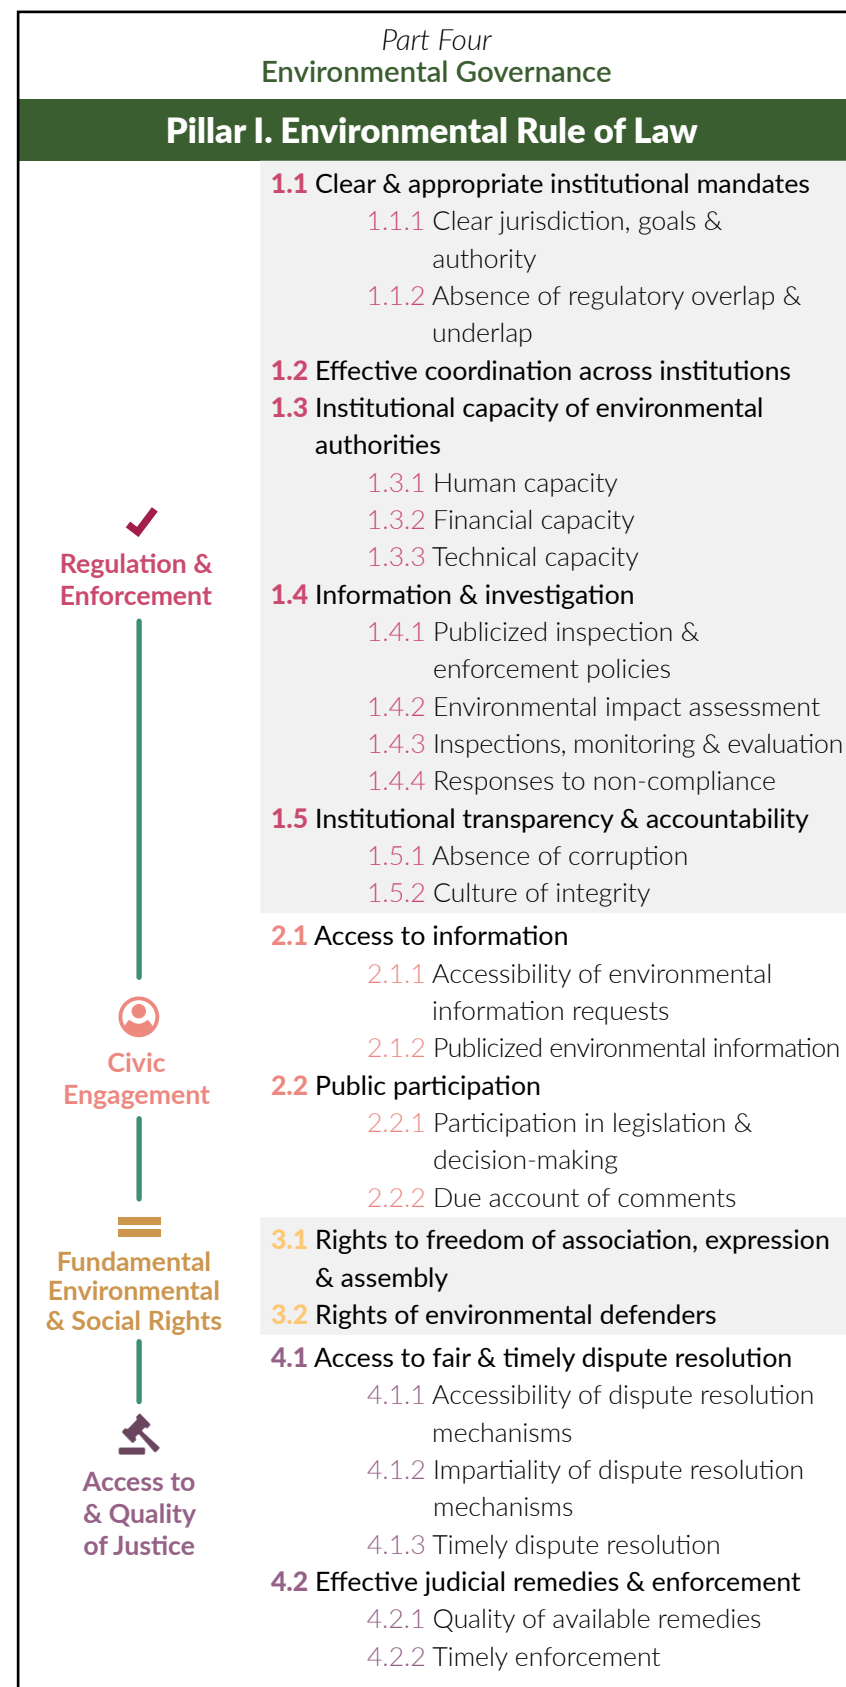 Part Four
Environmental Governance
Pillar I. Environmental Rule of Law
Regulation &
Enforcement
1.1 Clear & appropriate institutional mandates
1.1.1 Clear jurisdiction, goals &
authority
1.1.2 Absence of regulatory overlap &
underlap
1.2 Effective coordination across institutions
1.3 Institutional capacity of environmental
authorities
1.3.1 Human capacity
1.3.2 Financial capacity
1.3.3 Technical capacity
1.4 Information & investigation
1.4.1 Publicized inspection &
enforcement policies
1.4.2 Environmental impact assessment
1.4.3 Inspections, monitoring & evaluation
1.4.4 Responses to non-compliance
1.5 Institutional transparency & accountability
1.5.1 Absence of corruption
1.5.2 Culture of integrity
Civic
Engagement
2.1 Access to information
2.1.1 Accessibility of environmental
information requests
2.1.2 Publicized environmental information
2.2 Public participation
2.2.1 Participation in legislation &
decision-making
2.2.2 Due account of comments
Fundamental
Environmental
& Social Rights
3.1 Rights to freedom of association, expression
& assembly
3.2 Rights of environmental defenders
Access to
& Quality
of Justice
4.1 Access to fair & timely dispute resolution
4.1.1 Accessibility of dispute resolution
mechanisms
4.1.2 Impartiality of dispute resolution
mechanisms
4.1.3 Timely dispute resolution
4.2 Effective judicial remedies & enforcement
4.2.1 Quality of available remedies
4.2.2 Timely enforcement